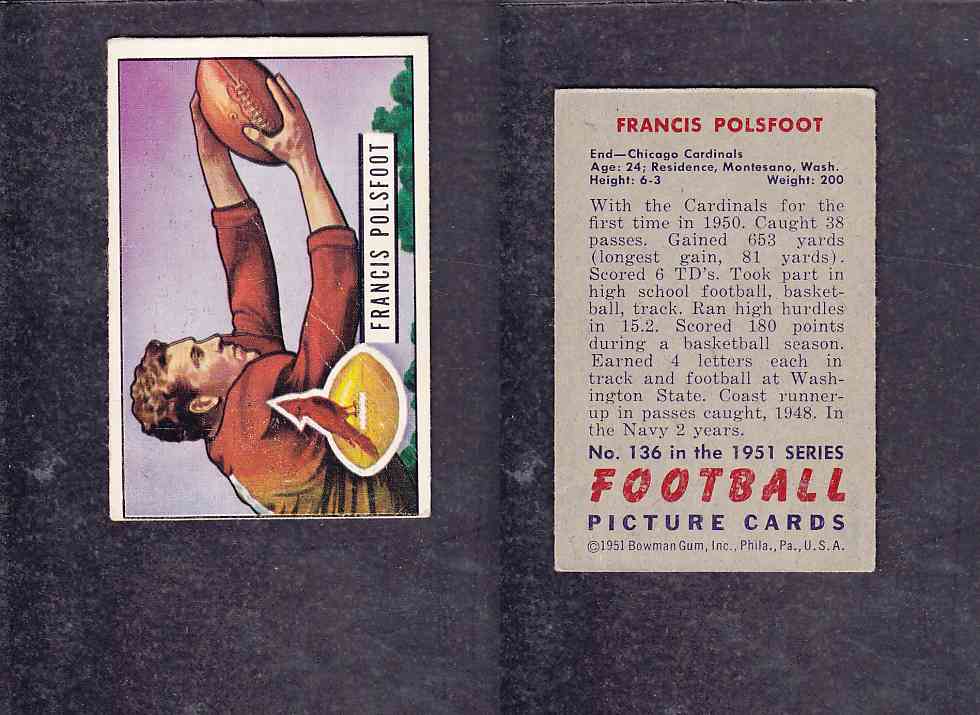 FRANCIS POLSFOOT
FRANCIS POLSFOOT
End—Chicago Cardinals
Age: 24; Residence, Montesano, Wash.
Height: 6-3 Weight: 200
With the Cardinals for the
first time in 1950. Caught 38
passes. Gained 653 yards
(longest gain, 81 yards).
Scored 6 TD's. Took part in
high school football, basket-
ball, track. Ran high hurdles
in 15.2. Scored 180 points
during a basketball season.
Earned 4 letters each in
track and football at Wash-
ington State. Coast runner-
up in passes caught, 1948. In
the Navy 2 years.
No. 136 in the 1951 SERIES
FOOTBALL
PICTURE CARDS
©1951 Bowman Gum, Inc., Phila., Pa., U.S.A.